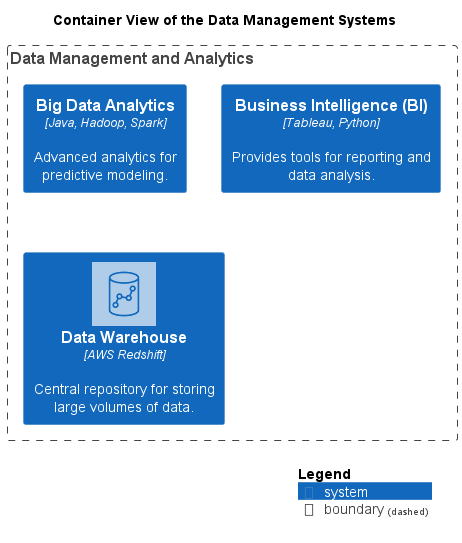 Container View of the Data Management Systems
Data Management and Analytics
Big Data Analytics
[Java, Hadoop, Spark]
Advanced analytics for
predictive modeling.
Business Intelligence (BI)
[Tableau, Python]
Provides tools for reporting and
data analysis.
Data Warehouse
[AWS Redshift]
Central repository for storing
large volumes of data.
Legend
system
boundary (dashed)